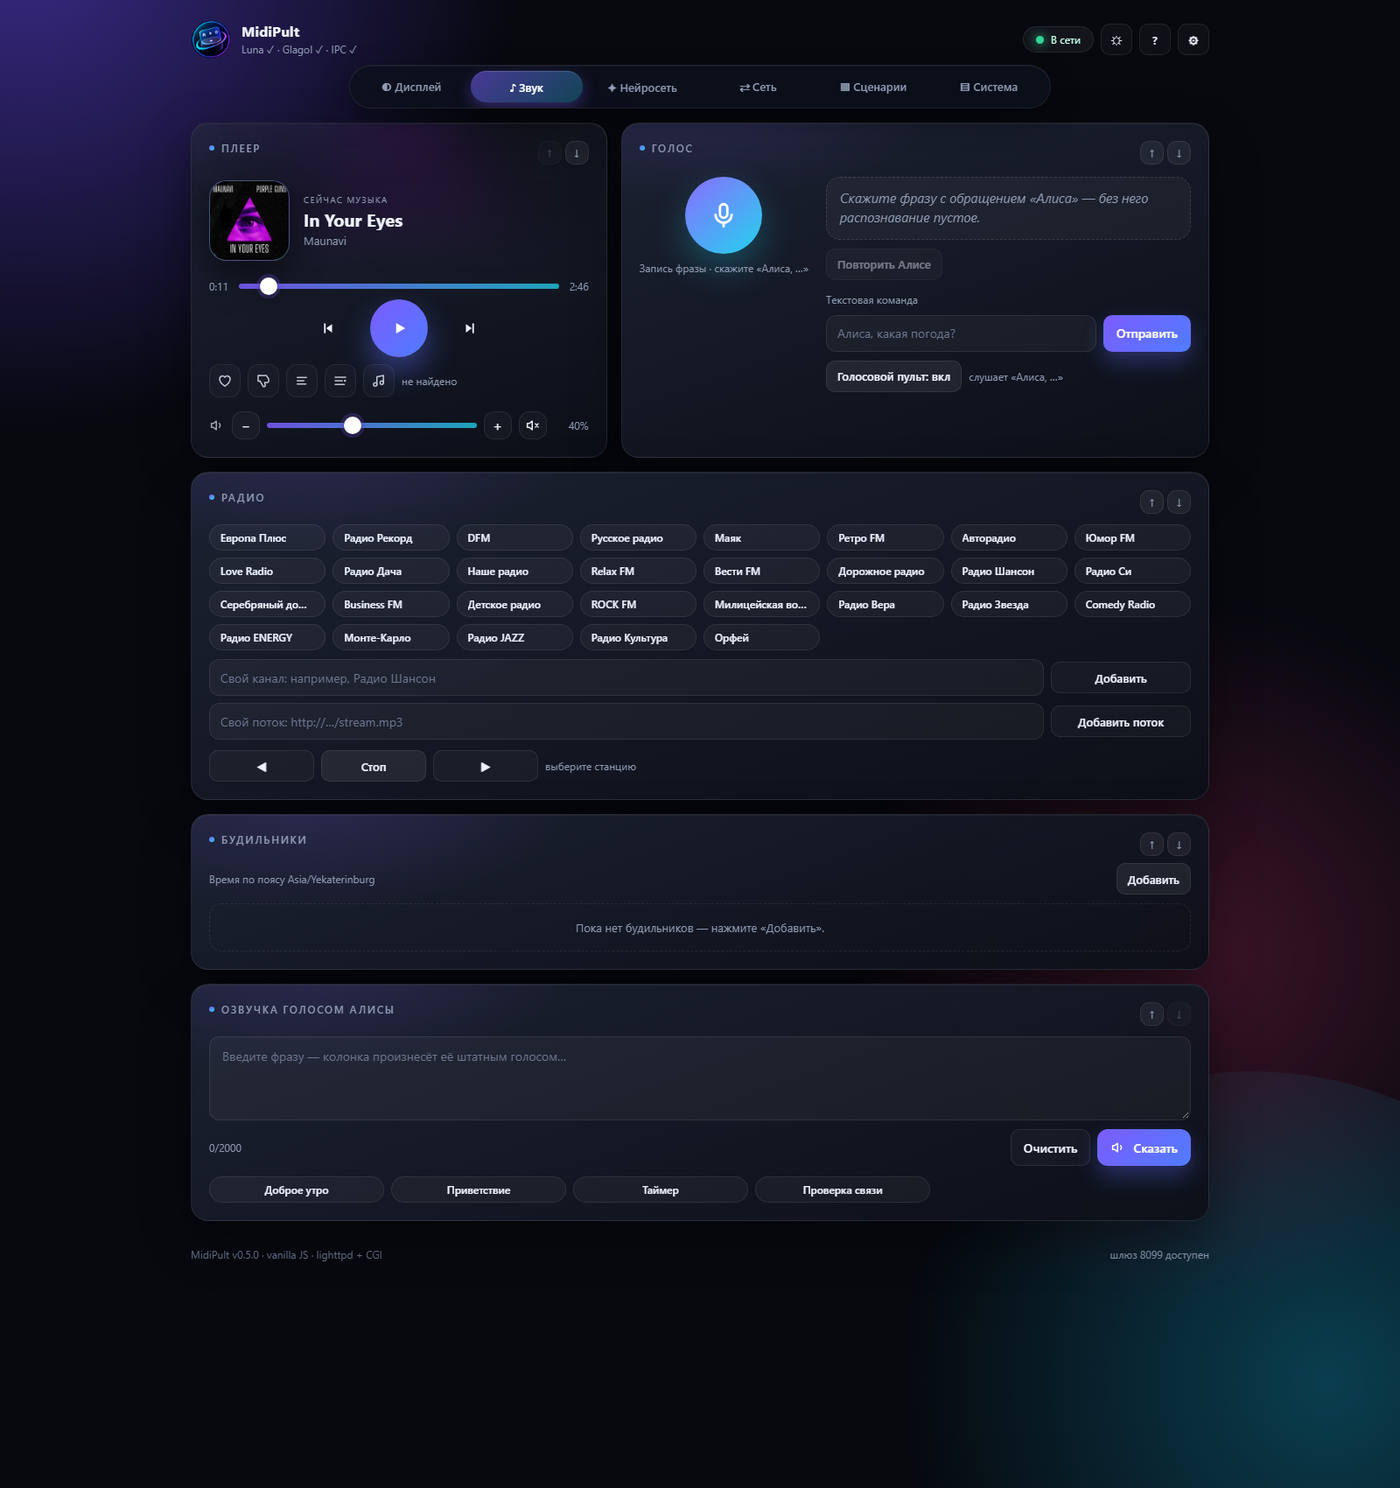 MidiPult
Luna ✓ · Glagol ✓ · IPC ✓
В сети
?
Дисплей
Звук
Нейросеть
Сеть
Сценарии
Система
ПЛЕЕР
↑ ↓
MAUNAVI
IN YOUR EYES
СЕЙЧАС МУЗЫКА
In Your Eyes
Maunavi
0:11
2:46
не найдено
–
+
40%
ГОЛОС
↑ ↓
Запись фразы · скажите «Алиса, ...»
Скажите фразу с обращением «Алиса» — без него
распознавание пустое.
Повторить Алисе
Текстовая команда
Алиса, какая погода?
Отправить
Голосовой пульт: вкл
слушает «Алиса, ...»
РАДИО
↑ ↓
Европа Плюс
Радио Рекорд
DFM
Русское радио
Маяк
Ретро FM
Авторадио
Юмор FM
Love Radio
Радио Дача
Наше радио
Relax FM
Вести FM
Дорожное радио
Радио Шансон
Радио Си
Серебряный до...
Business FM
Детское радио
ROCK FM
Милицейская во...
Радио Вера
Радио Звезда
Comedy Radio
Радио ENERGY
Монте-Карло
Радио JAZZ
Радио Культура
Орфей
Свой канал: например, Радио Шансон
Добавить
Свой поток: http://.../stream.mp3
Добавить поток
◀
Стоп
▶
выберите станцию
БУДИЛЬНИКИ
↑ ↓
Время по поясу Asia/Yekaterinburg
Добавить
Пока нет будильников — нажмите «Добавить».
ОЗВУЧКА ГОЛОСОМ АЛИСЫ
↑ ↓
Введите фразу — колонка произнесёт её штатным голосом...
0/2000
Очистить
Сказать
Доброе утро
Приветствие
Таймер
Проверка связи
MidiPult v0.5.0 · vanilla JS · lighttpd + CGI
шлюз 8099 доступен